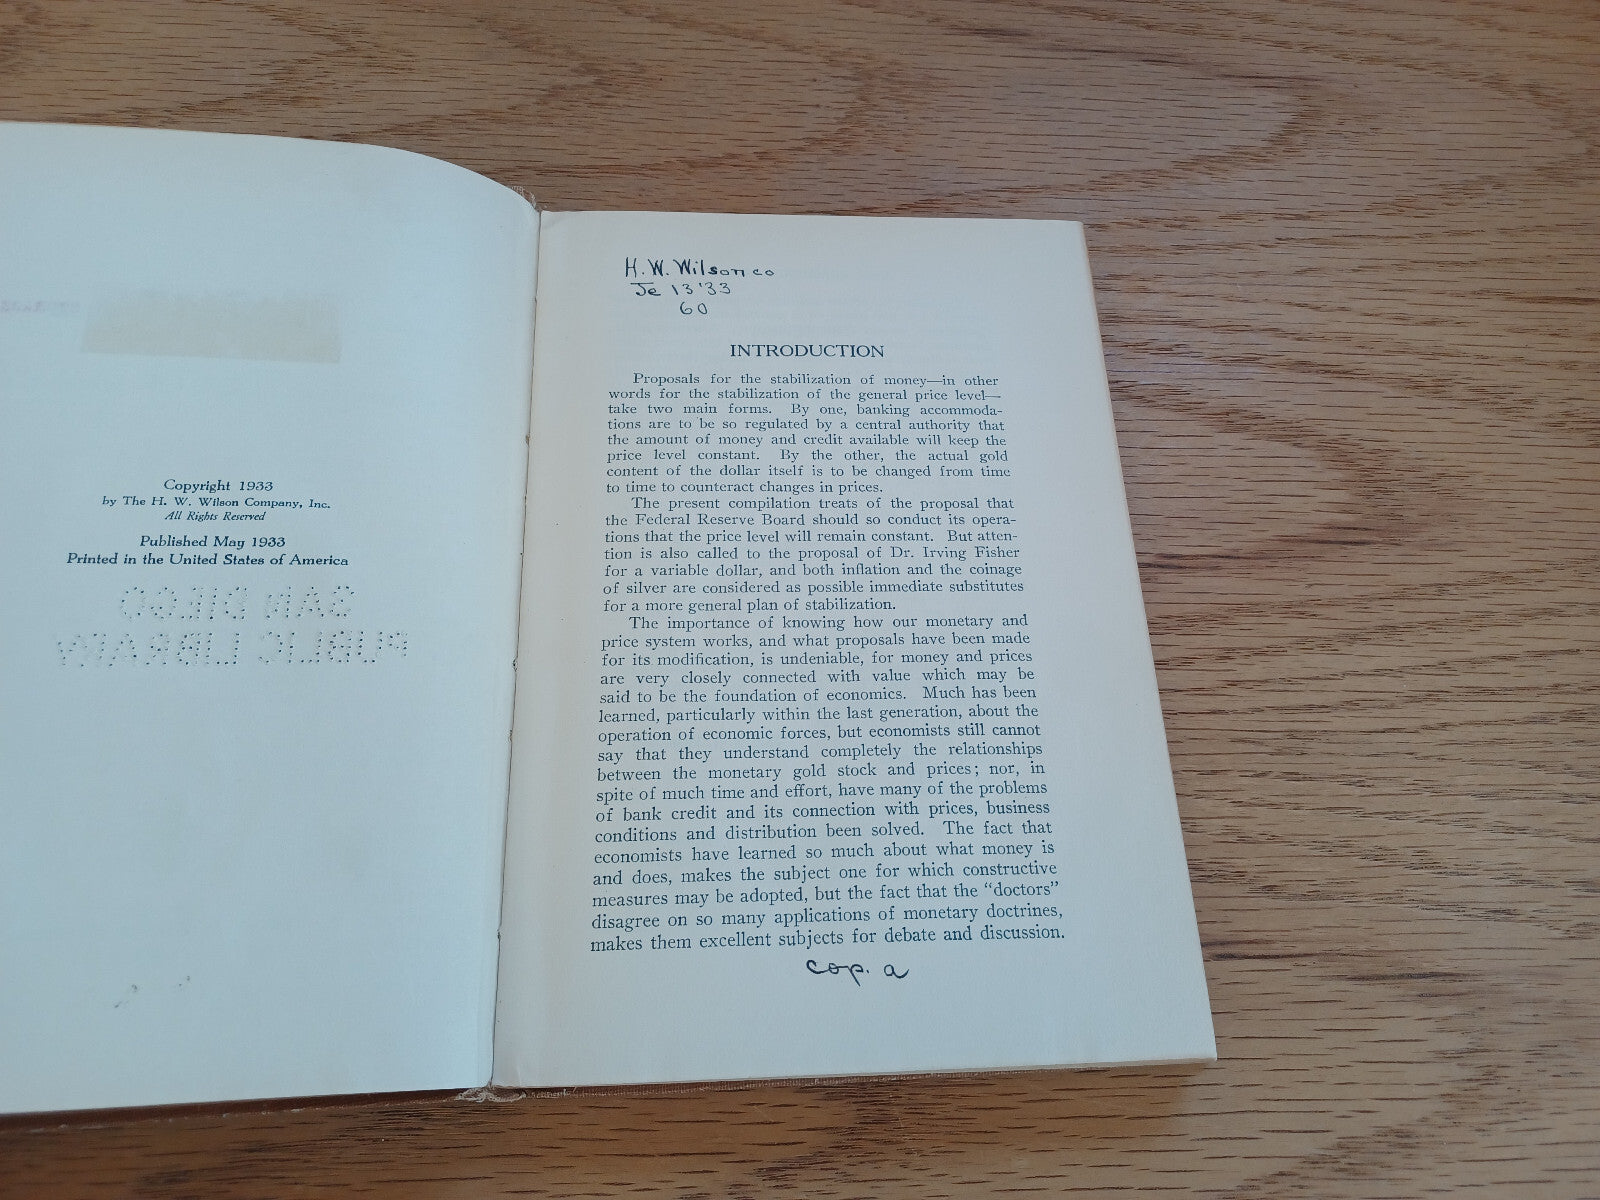 Copyright 1933
by The H. W. Wilson Company, Inc.
All Rights Reserved
Published May 1933
Printed in the United States of America
SAN DIEGO
PUBLIC LIBRARY
H. W. Wilson co
Je 13 '33
60
INTRODUCTION
Proposals for the stabilization of money—in other
words for the stabilization of the general price level—
take two main forms. By one, banking accommoda-
tions are to be so regulated by a central authority that
the amount of money and credit available will keep the
price level constant. By the other, the actual gold
content of the dollar itself is to be changed from time
to time to counteract changes in prices.
The present compilation treats of the proposal that
the Federal Reserve Board should so conduct its opera-
tions that the price level will remain constant. But atten-
tion is also called to the proposal of Dr. Irving Fisher
for a variable dollar, and both inflation and the coinage
of silver are considered as possible immediate substitutes
for a more general plan of stabilization.
The importance of knowing how our monetary and
price system works, and what proposals have been made
for its modification, is undeniable, for money and prices
are very closely connected with value which may be
said to be the foundation of economics. Much has been
learned, particularly within the last generation, about the
operation of economic forces, but economists still cannot
say that they understand completely the relationships
between the monetary gold stock and prices; nor, in
spite of much time and effort, have many of the problems
of bank credit and its connection with prices, business
conditions and distribution been solved. The fact that
economists have learned so much about what money is
and does, makes the subject one for which constructive
measures may be adopted, but the fact that the "doctors"
disagree on so many applications of monetary doctrines,
makes them excellent subjects for debate and discussion.
cop. a